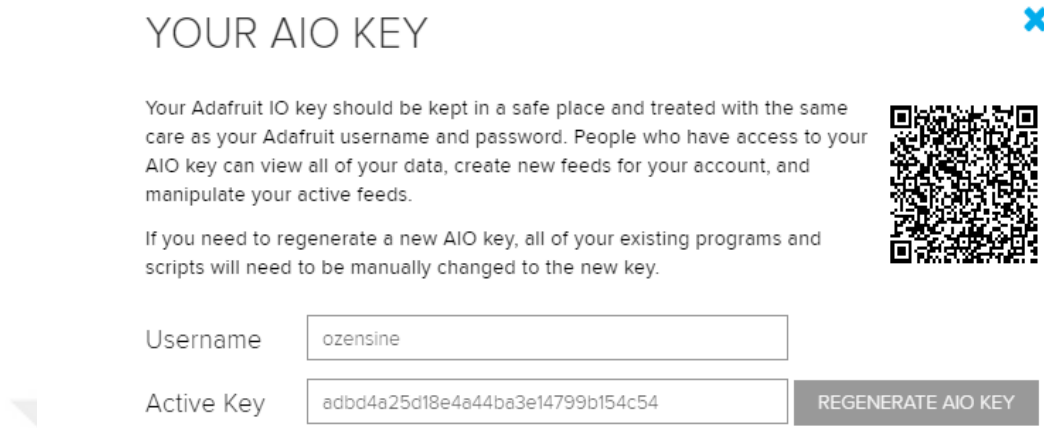 YOUR AIO KEY
Your Adafruit IO key should be kept in a safe place and treated with the same
care as your Adafruit username and password. People who have access to your
AIO key can view all of your data, create new feeds for your account, and
manipulate your active feeds.
If you need to regenerate a new AIO key, all of your existing programs and
scripts will need to be manually changed to the new key.
Username ozensine
Active Key adbd4a25d18e4a44ba3e14799b154c54 REGENERATE AIO KEY